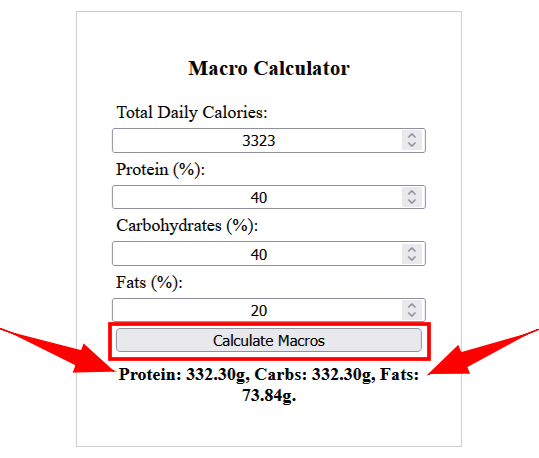 Macro Calculator
Total Daily Calories:
3323
Protein (%):
40
Carbohydrates (%):
40
Fats (%):
20
Calculate Macros
Protein: 332.30g, Carbs: 332.30g, Fats:
73.84g.